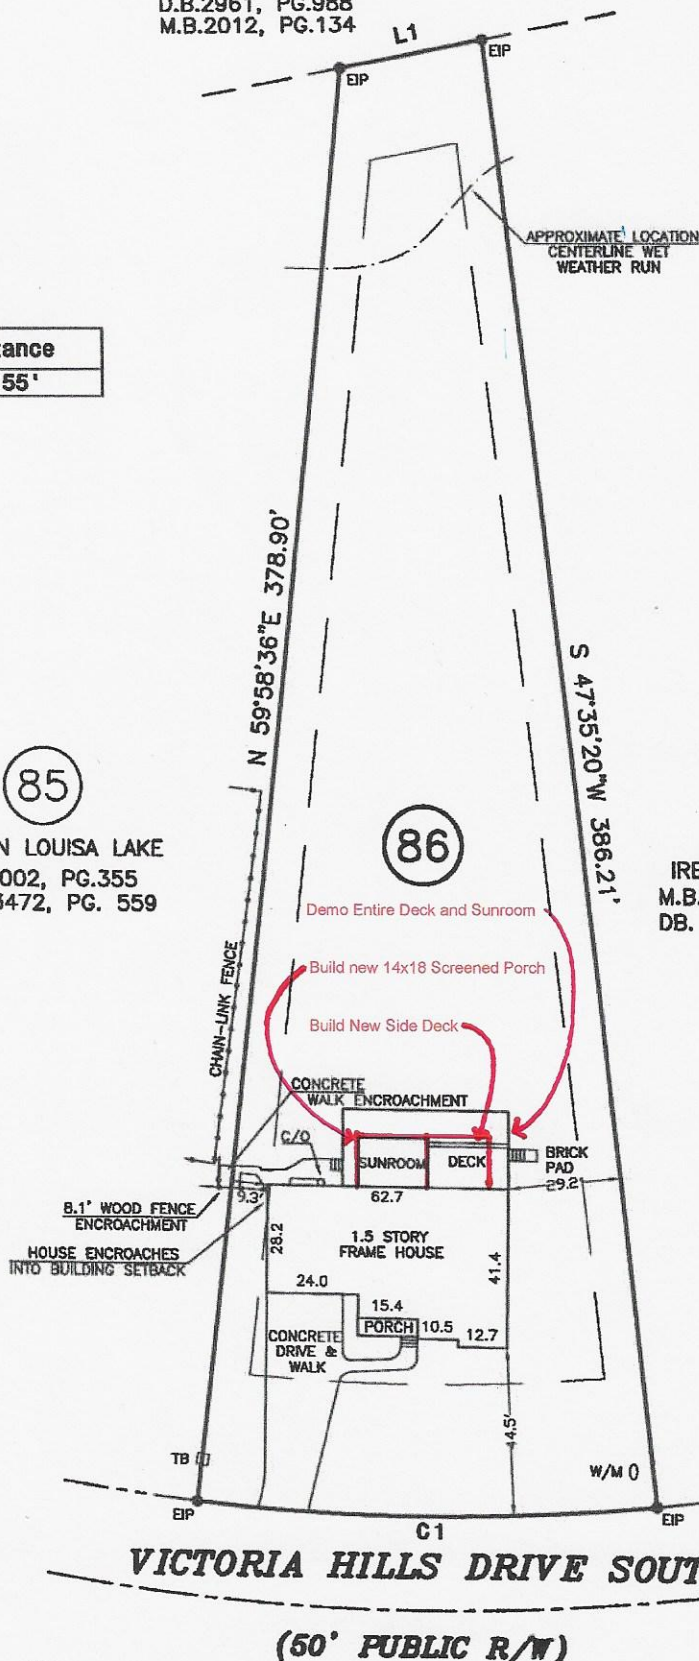 D.B.2961, PG.988
M.B.2012, PG.134
L1
EIP
EIP
APPROXIMATE LOCATION
CENTERLINE WET
WEATHER RUN
tance
55'
N 59°58'36"E 378.90'
S 47°35'20"W 386.21'
85
N LOUISA LAKE
002, PG.355
3472, PG. 559
86
IRE
M.B.
DB.
Demo Entire Deck and Sunroom
Build new 14x18 Screened Porch
Build New Side Deck
CHAIN-LINK FENCE
CONCRETE
WALK ENCROACHMENT
C/O
SUNROOM
DECK
BRICK
PAD
9.3'
62.7
29.2'
8.1' WOOD FENCE
ENCROACHMENT
28.2
1.5 STORY
FRAME HOUSE
41.4
HOUSE ENCROACHES
INTO BUILDING SETBACK
24.0
15.4
PORCH
10.5
12.7
CONCRETE
DRIVE &
WALK
44.5'
TB
W/M
EIP
EIP
C1
VICTORIA HILLS DRIVE SOUT
(50' PUBLIC R/W)